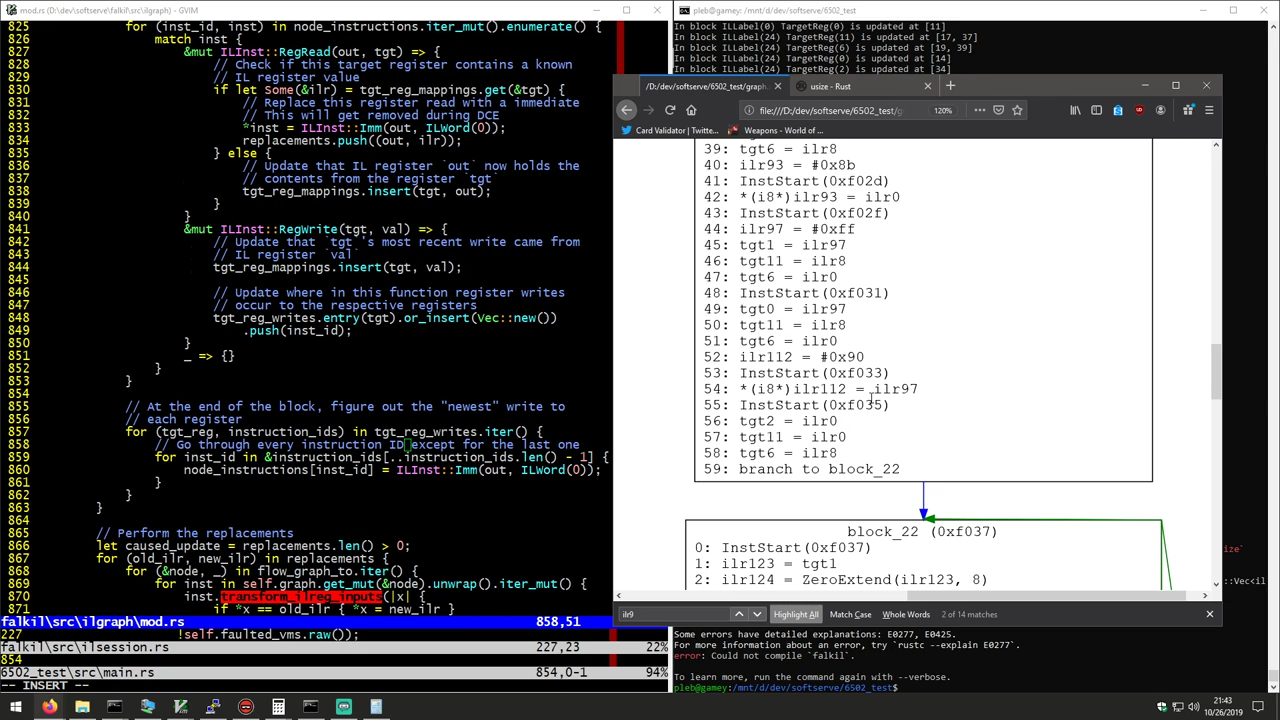 mod.rs (D:\dev\softserve\falkil\src\ilgraph) - GVIM
825 for (inst_id, inst) in node_instructions.iter_mut().enumerate() {
826 match inst {
827 &mut ILInst::RegRead(out, tgt) => {
828 // Check if this target register contains a known
829 // IL register value
830 if let Some(&ilr) = tgt_reg_mappings.get(&tgt) {
831 // Replace this register read with a immediate
832 // This will get removed during DCE
833 *inst = ILInst::Imm(out, ILWord(0));
834 replacements.push((out, ilr));
835 } else {
836 // Update that IL register `out` now holds the
837 // contents from the register `tgt`
838 tgt_reg_mappings.insert(tgt, out);
839 }
840 }
841 &mut ILInst::RegWrite(tgt, val) => {
842 // Update that `tgt`'s most recent write came from
843 // IL register `val`
844 tgt_reg_mappings.insert(tgt, val);
845
846 // Update where in this function register writes
847 // occur to the respective registers
848 tgt_reg_writes.entry(tgt).or_insert(Vec::new())
849 .push(inst_id);
850 }
851 _ => {}
852 }
853 }
854
855 // At the end of the block, figure out the "newest" write to
856 // each register
857 for (tgt_reg, instruction_ids) in tgt_reg_writes.iter() {
858 // Go through every instruction ID except for the last one
859 for inst_id in &instruction_ids[..instruction_ids.len() - 1] {
860 node_instructions[inst_id] = ILInst::Imm(out, ILWord(0));
861 }
862 }
863 }
864
865 // Perform the replacements
866 let caused_update = replacements.len() > 0;
867 for (old_ilr, new_ilr) in replacements {
868 for (&node, _) in flow_graph_to.iter() {
869 for inst in self.graph.get_mut(&node).unwrap().iter_mut() {
870 inst.transform_ilreg_inputs(|x| {
871 if *x == old_ilr { *x = new_ilr }
falkil\src\ilgraph\mod.rs 858,51
227 !self.faulted_vms.raw());
falkil\src\ilsession.rs 227,23 22%
854
6502_test\src\main.rs 854,0-1 94%
-- INSERT --
pleb@gamey: /mnt/d/dev/softserve/6502_test
In block ILLabel(0) TargetReg(0) is updated at [11]
In block ILLabel(24) TargetReg(11) is updated at [17, 37]
In block ILLabel(24) TargetReg(6) is updated at [19, 39]
In block ILLabel(24) TargetReg(0) is updated at [14]
In block ILLabel(24) TargetReg(2) is updated at [34]
/D:/dev/softserve/6502_test/graph
usize - Rust
file:///D:/dev/softserve/6502_test/g
120%
Card Validator | Twitte...
Weapons - World of ...
39: tgt6 = ilr8
40: ilr93 = #0x8b
41: InstStart(0xf02d)
42: *(i8*)ilr93 = ilr0
43: InstStart(0xf02f)
44: ilr97 = #0xff
45: tgt1 = ilr97
46: tgt11 = ilr8
47: tgt6 = ilr0
48: InstStart(0xf031)
49: tgt0 = ilr97
50: tgt11 = ilr8
51: tgt6 = ilr0
52: ilr112 = #0x90
53: InstStart(0xf033)
54: *(i8*)ilr112 = ilr97
55: InstStart(0xf035)
56: tgt2 = ilr0
57: tgt11 = ilr0
58: tgt6 = ilr8
59: branch to block_22
block_22 (0xf037)
0: InstStart(0xf037)
1: ilr123 = tgt1
2: ilr124 = ZeroExtend(ilr123, 8)
ize`
::Vec<il
ilr9
Highlight All
Match Case
Whole Words
2 of 14 matches
Some errors have detailed explanations: E0277, E0425.
For more information about an error, try `rustc --explain E0277`.
error: Could not compile `falkil`.
To learn more, run the command again with --verbose.
pleb@gamey:/mnt/d/dev/softserve/6502_test$
21:43
10/26/2019